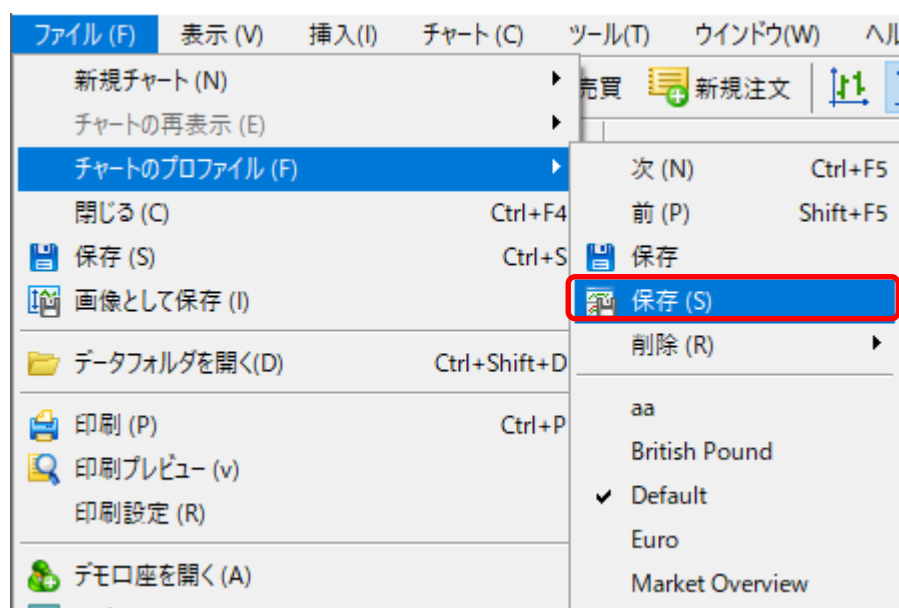 ファイル (F) 表示 (V) 挿入(I) チャート (C) ツール(T) ウインドウ(W)
売買 新規注文
新規チャート (N)
チャートの再表示 (E)
チャートのプロファイル (F)
閉じる (C) Ctrl+F4
保存 (S) Ctrl+S
画像として保存 (I)
データフォルダを開く(D) Ctrl+Shift+D
印刷 (P) Ctrl+P
印刷プレビュー (v)
印刷設定 (R)
デモ口座を開く (A)
次 (N) Ctrl+F5
前 (P) Shift+F5
保存
保存 (S)
削除 (R)
aa
British Pound
Default
Euro
Market Overview